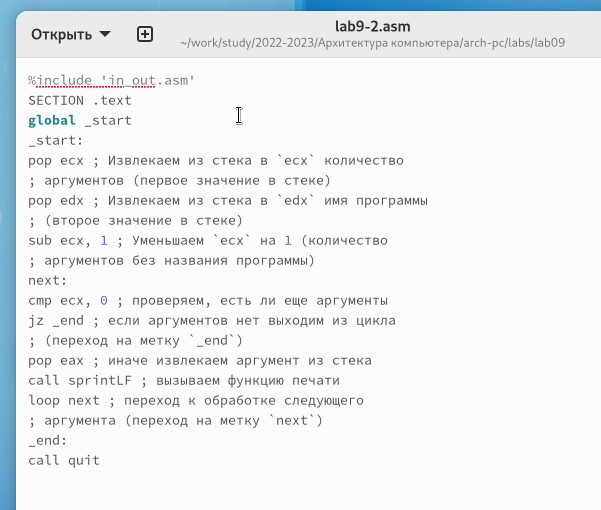 Открыть
lab9-2.asm
~/work/study/2022-2023/Архитектура компьютера/arch-pc/labs/lab09
%include 'in_out.asm'
SECTION .text
global _start
_start:
pop ecx ; Извлекаем из стека в `ecx` количество
; аргументов (первое значение в стеке)
pop edx ; Извлекаем из стека в `edx` имя программы
; (второе значение в стеке)
sub ecx, 1 ; Уменьшаем `ecx` на 1 (количество
; аргументов без названия программы)
next:
cmp ecx, 0 ; проверяем, есть ли еще аргументы
jz _end ; если аргументов нет выходим из цикла
; (переход на метку `_end`)
pop eax ; иначе извлекаем аргумент из стека
call sprintLF ; вызываем функцию печати
loop next ; переход к обработке следующего
; аргумента (переход на метку `next`)
_end:
call quit